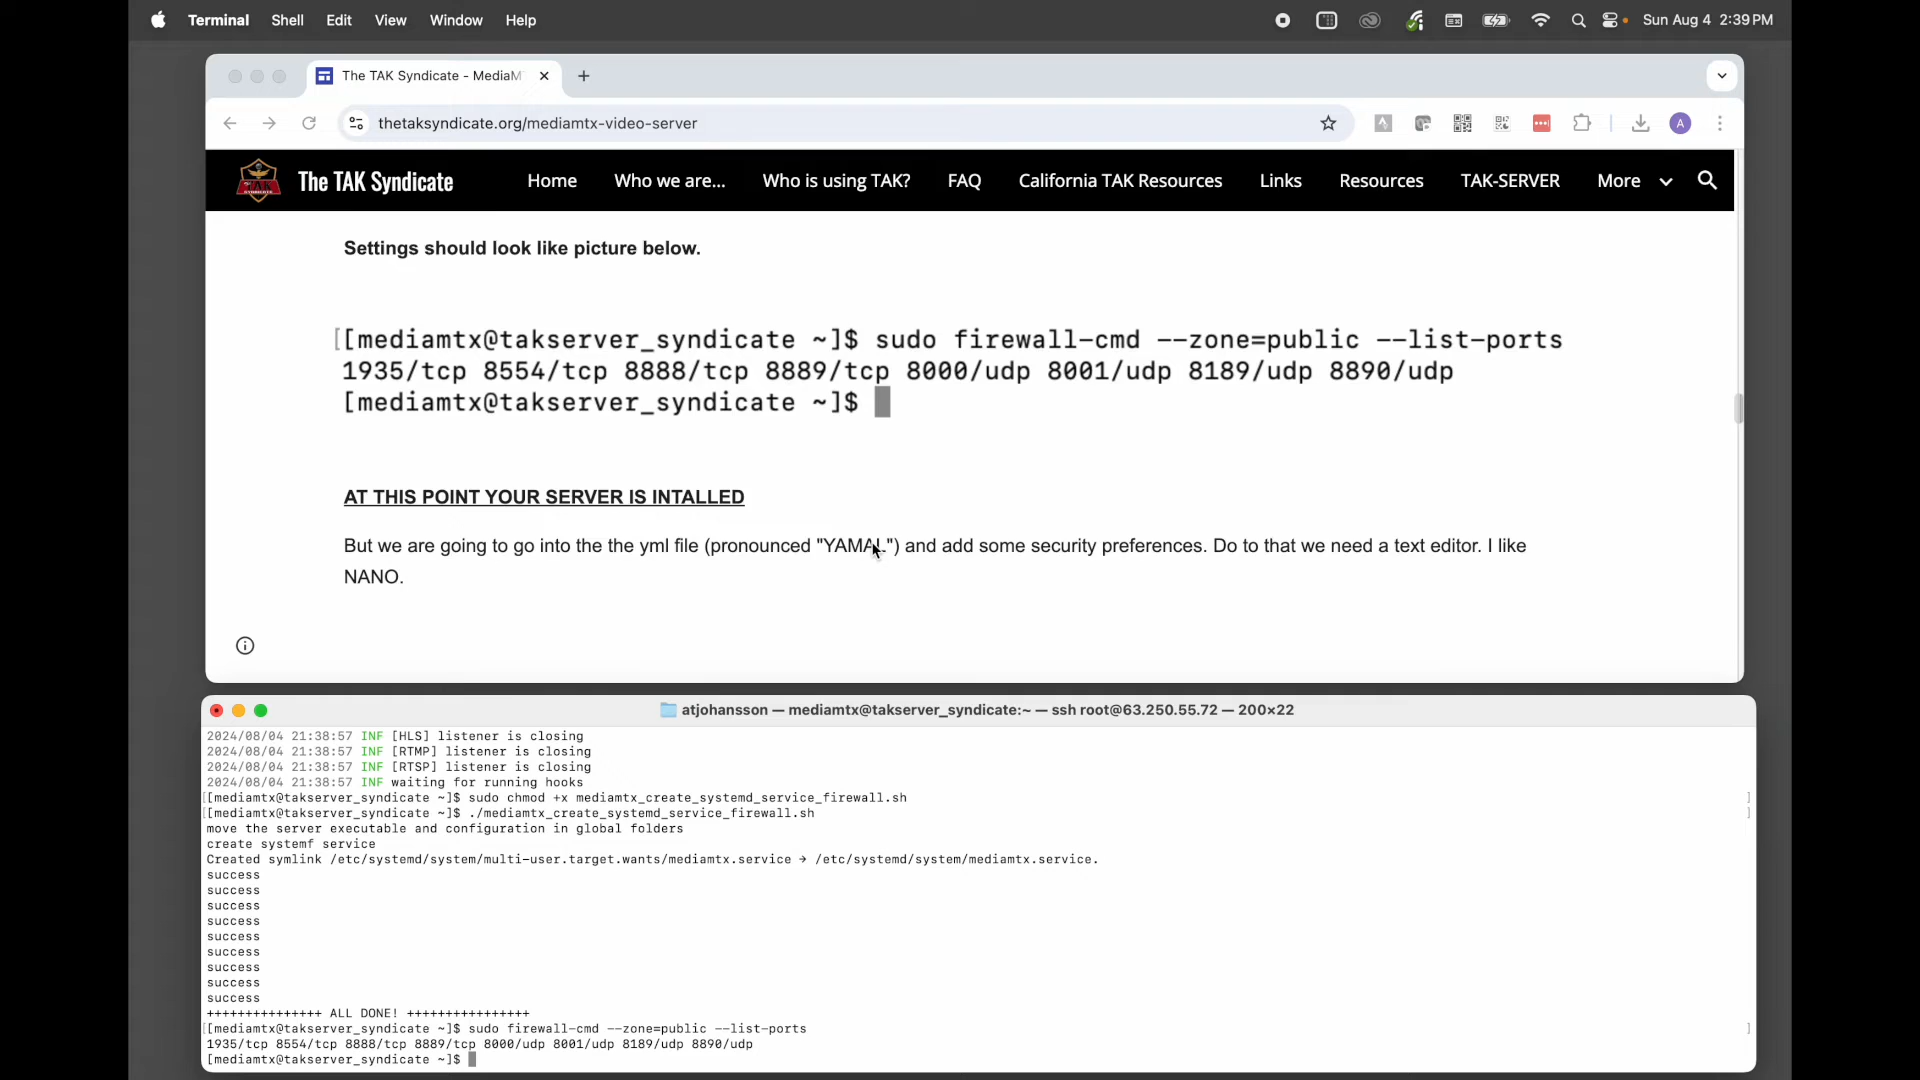 Terminal Shell Edit View Window Help Sun Aug 4 2:39 PM
The TAK Syndicate - MediaM
thetaksyndicate.org/mediamtx-video-server A
The TAK Syndicate Home Who we are... Who is using TAK? FAQ California TAK Resources Links Resources TAK-SERVER More
Settings should look like picture below.
[[mediamtx@takserver_syndicate ~]$ sudo firewall-cmd --zone=public --list-ports
1935/tcp 8554/tcp 8888/tcp 8889/tcp 8000/udp 8001/udp 8189/udp 8890/udp
[mediamtx@takserver_syndicate ~]$
AT THIS POINT YOUR SERVER IS INTALLED
But we are going to go into the the yml file (pronounced "YAMAL") and add some security preferences. Do to that we need a text editor. I like
NANO.
atjohansson — mediamtx@takserver_syndicate:~ — ssh root@63.250.55.72 — 200×22
2024/08/04 21:38:57 INF [HLS] listener is closing
2024/08/04 21:38:57 INF [RTMP] listener is closing
2024/08/04 21:38:57 INF [RTSP] listener is closing
2024/08/04 21:38:57 INF waiting for running hooks
[[mediamtx@takserver_syndicate ~]$ sudo chmod +x mediamtx_create_systemd_service_firewall.sh ]
[[mediamtx@takserver_syndicate ~]$ ./mediamtx_create_systemd_service_firewall.sh ]
move the server executable and configuration in global folders
create systemf service
Created symlink /etc/systemd/system/multi-user.target.wants/mediamtx.service → /etc/systemd/system/mediamtx.service.
success
success
success
success
success
success
success
success
success
+++++++++++++++ ALL DONE! ++++++++++++++++
[[mediamtx@takserver_syndicate ~]$ sudo firewall-cmd --zone=public --list-ports ]
1935/tcp 8554/tcp 8888/tcp 8889/tcp 8000/udp 8001/udp 8189/udp 8890/udp
[mediamtx@takserver_syndicate ~]$